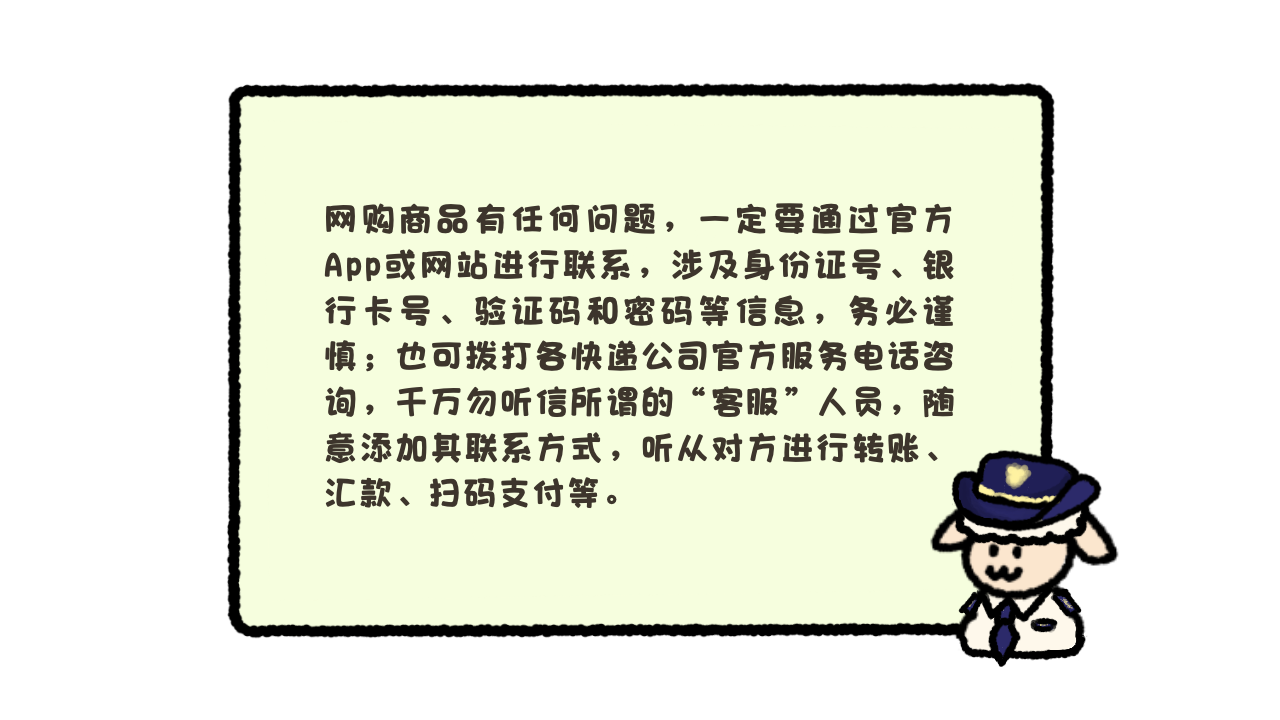 网购商品有任何问题，一定要通过官方
App或网站进行联系，涉及身份证号、银
行卡号、验证码和密码等信息，务必谨
慎；也可拨打各快递公司官方服务电话咨
询，千万勿听信所谓的“客服”人员，随
意添加其联系方式，听从对方进行转账、
汇款、扫码支付等。